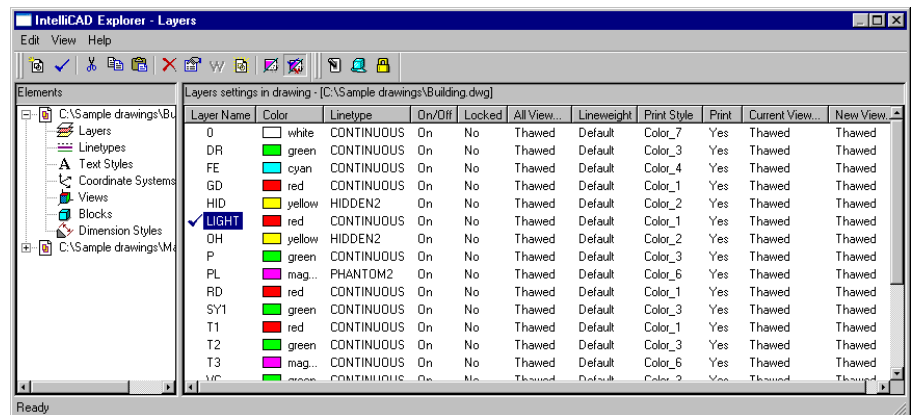 IntelliCAD Explorer - Layers
Edit View Help
Elements
Layers settings in drawing - [C:\Sample drawings\Building.dwg]
C:\Sample drawings\Bu
Layers
Linetypes
A Text Styles
Coordinate Systems
Views
Blocks
Dimension Styles
C:\Sample drawings\Ma
Layer Name Color Linetype On/Off Locked All View... Lineweight Print Style Print Current View... New View.
0 white CONTINUOUS On No Thawed Default Color_7 Yes Thawed Thawed
DR green CONTINUOUS On No Thawed Default Color_3 Yes Thawed Thawed
FE cyan CONTINUOUS On No Thawed Default Color_4 Yes Thawed Thawed
GD red CONTINUOUS On No Thawed Default Color_1 Yes Thawed Thawed
HID yellow HIDDEN2 On No Thawed Default Color_2 Yes Thawed Thawed
LIGHT red CONTINUOUS On No Thawed Default Color_1 Yes Thawed Thawed
OH yellow HIDDEN2 On No Thawed Default Color_2 Yes Thawed Thawed
P green CONTINUOUS On No Thawed Default Color_3 Yes Thawed Thawed
PL mag... PHANTOM2 On No Thawed Default Color_6 Yes Thawed Thawed
RD red CONTINUOUS On No Thawed Default Color_1 Yes Thawed Thawed
SY1 green CONTINUOUS On No Thawed Default Color_3 Yes Thawed Thawed
T1 red CONTINUOUS On No Thawed Default Color_1 Yes Thawed Thawed
T2 green CONTINUOUS On No Thawed Default Color_3 Yes Thawed Thawed
T3 mag... CONTINUOUS On No Thawed Default Color_6 Yes Thawed Thawed
green CONTINUOUS On No Thawed Default Color_3 Yes Thawed Thawed
Ready